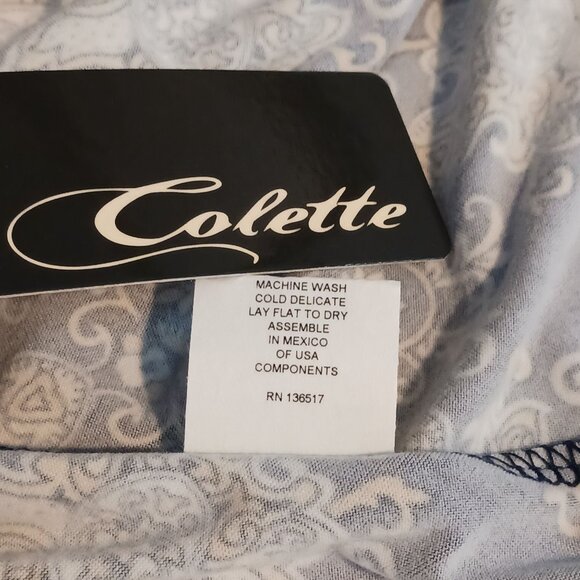 Colette
MACHINE WASH
COLD DELICATE
LAY FLAT TO DRY
ASSEMBLE
IN MEXICO
OF USA
COMPONENTS
RN 136517